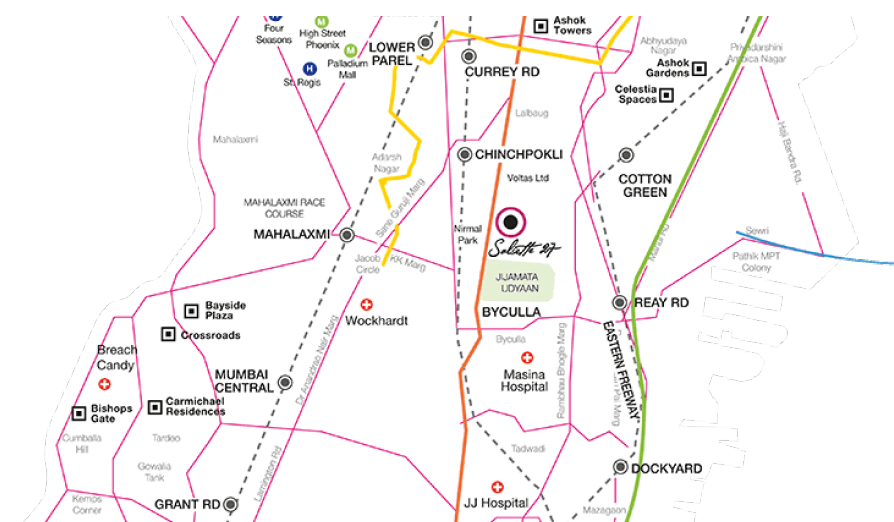 Four
Seasons
M
High Street
Phoenix
H
St. Regis
M
Palladium
Mall
LOWER
PAREL
CURREY RD
Ashok
Towers
Abhyudaya
Nagar
Ashok
Gardens
Celestia
Spaces
Priyadarshini
Ambica Nagar
Lalbaug
Mahalaxmi
Adarsh
Nagar
CHINCHPOKLI
Voltas Ltd
COTTON
GREEN
Haji Bandra Rd.
MAHALAXMI RACE
COURSE
MAHALAXMI
Sane Guruji Marg
Nirmal
Park
Jacob
Circle
KK Marg
JIJAMATA
UDYAAN
Sewri
Pathik MPT
Colony
Bayside
Plaza
Crossroads
Wockhardt
BYCULLA
REAY RD
Byculla
Breach
Candy
Dr Anandrao Nair Marg
MUMBAI
CENTRAL
Masina
Hospital
Rambhau Bhogle Marg
EASTERN FREEWAY
Bishops
Gate
Carmichael
Residences
Cumballa
Hill
Tardeo
Gowalia
Tank
Lamington Rd
Tadwadi
DOCKYARD
Kemps
Corner
GRANT RD
JJ Hospital
Mazagaon